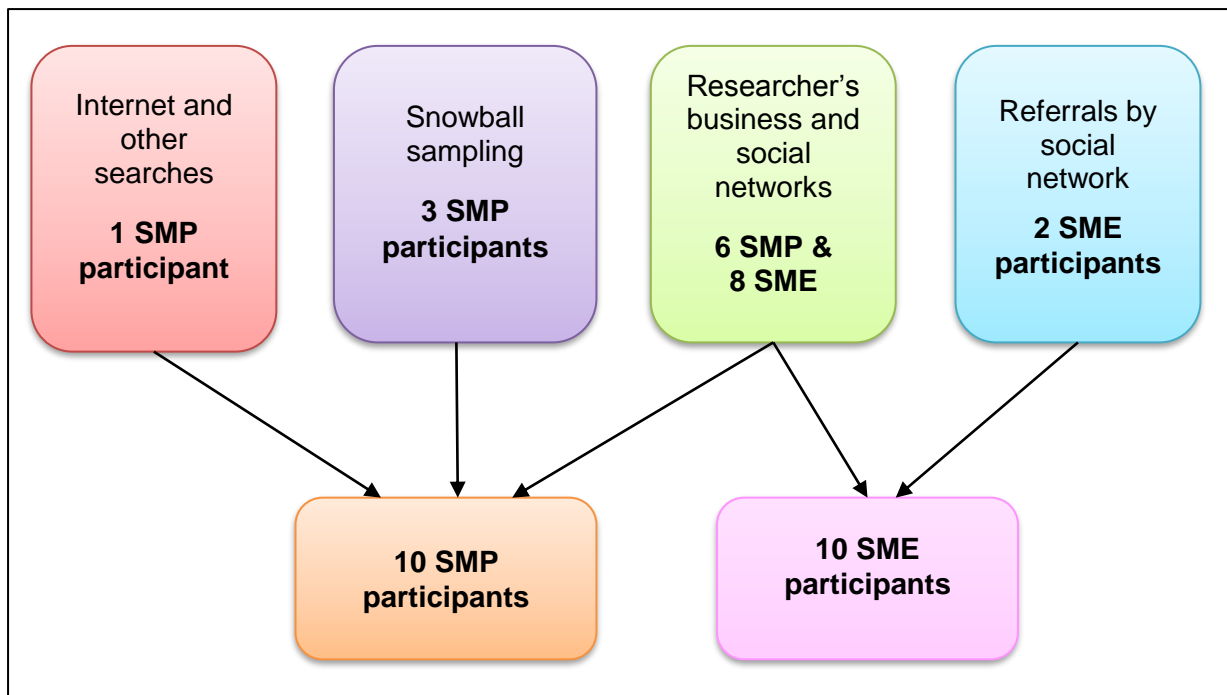 Internet and
other
searches
1 SMP
participant
Snowball
sampling
3 SMP
participants
Researcher’s
business and
social
networks
6 SMP &
8 SME
Referrals by
social
network
2 SME
participants
10 SMP
participants
10 SME
participants